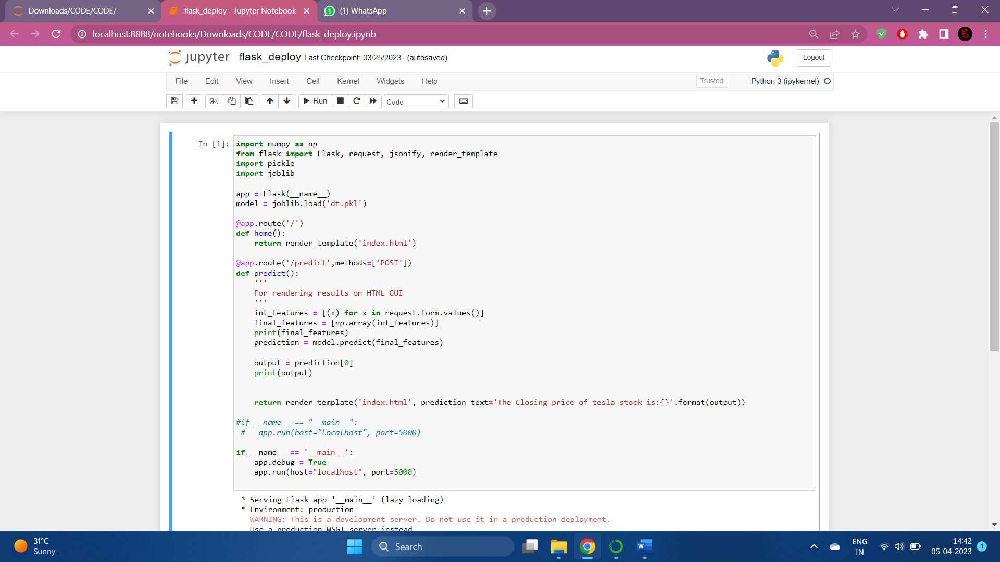 Downloads/CODE/CODE/
flask_deploy - Jupyter Notebook
1
(1) WhatsApp
localhost:8888/notebooks/Downloads/CODE/CODE/flask_deploy.ipynb
jupyter flask_deploy Last Checkpoint: 03/25/2023 (autosaved)
Logout
File Edit View Insert Cell Kernel Widgets Help
Trusted
Python 3 (ipykernel)
Run
Code
In [1]:
import numpy as np
from flask import Flask, request, jsonify, render_template
import pickle
import joblib
app = Flask(__name__)
model = joblib.load('dt.pkl')
@app.route('/')
def home():
    return render_template('index.html')
@app.route('/predict',methods=['POST'])
def predict():
    '''
    For rendering results on HTML GUI
    '''
    int_features = [(x) for x in request.form.values()]
    final_features = [np.array(int_features)]
    print(final_features)
    prediction = model.predict(final_features)
    output = prediction[0]
    print(output)
    return render_template('index.html', prediction_text='The Closing price of tesla stock is:{}'.format(output))
#if __name__ == "__main__":
 #   app.run(host="localhost", port=5000)
if __name__ == '__main__':
    app.debug = True
    app.run(host="localhost", port=5000)
* Serving Flask app '__main__' (lazy loading)
* Environment: production
WARNING: This is a development server. Do not use it in a production deployment.
Use a production WSGI server instead
31°C
Sunny
Search
W
ENG
IN
14:42
05-04-2023
1